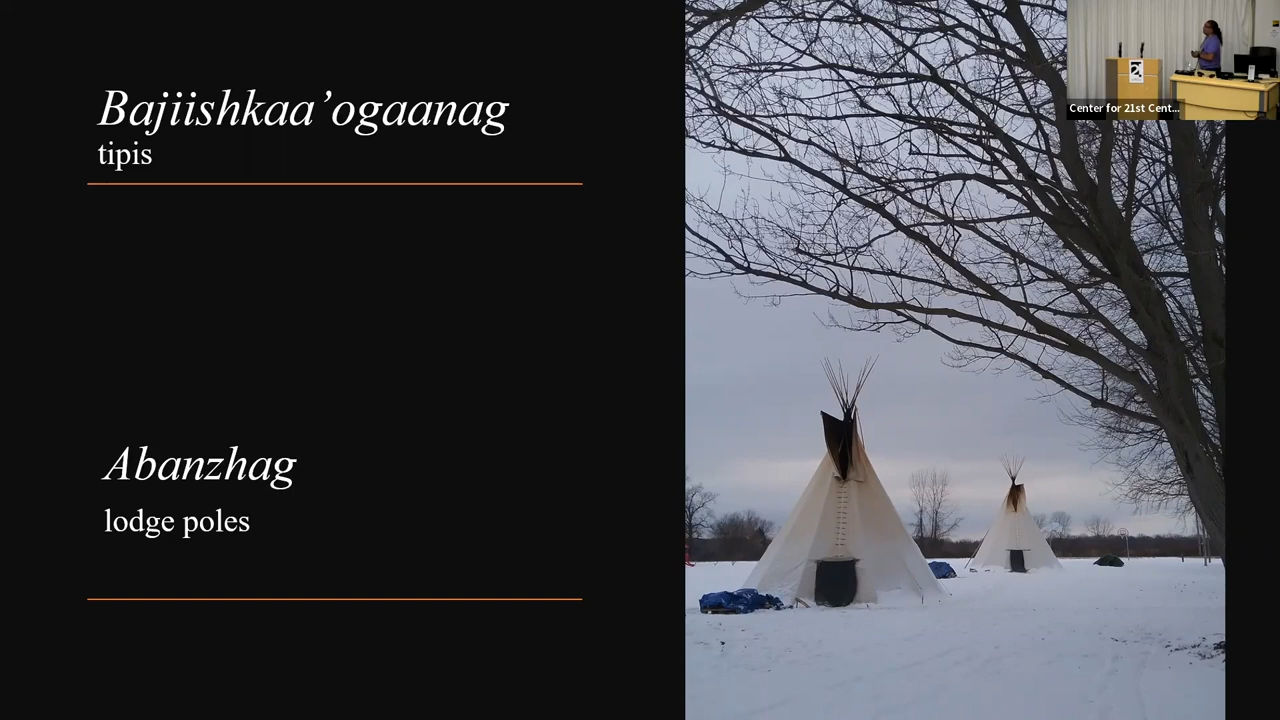 Bajiishkaa’ogaanag
tipis
Abanzhag
lodge poles
Center for 21st Cent...